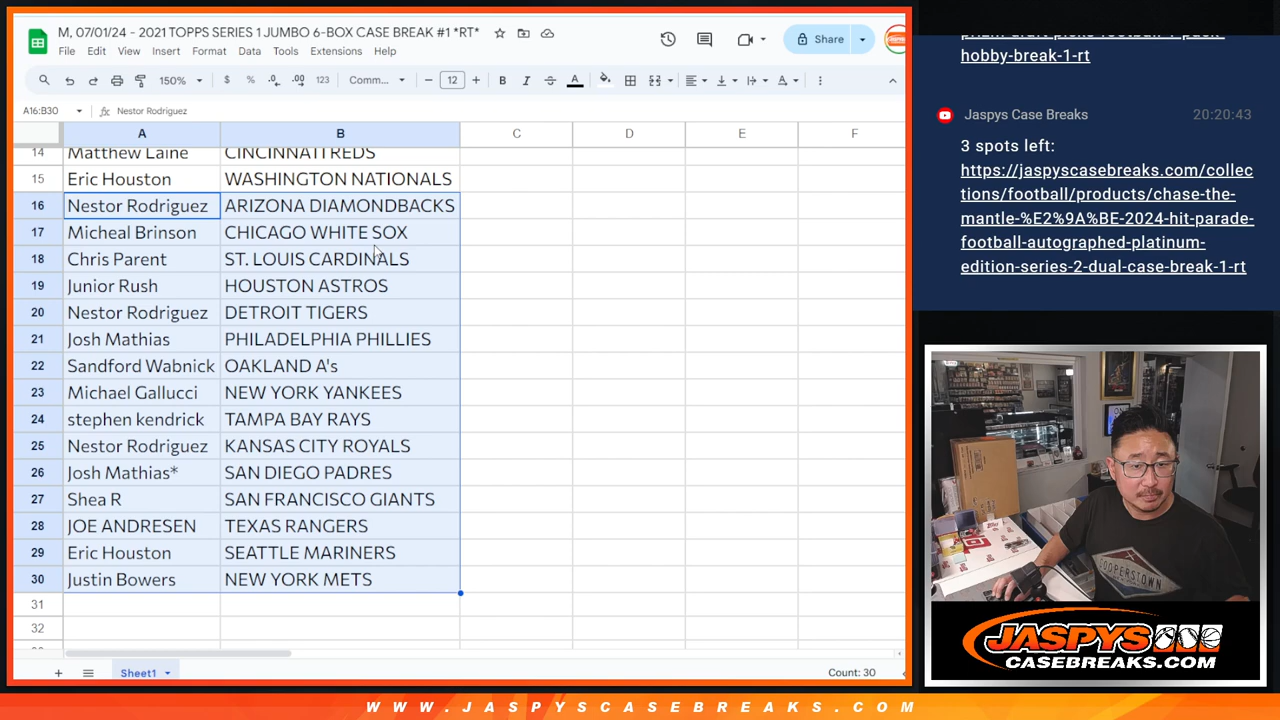 M, 07/01/24 - 2021 TOPPS SERIES 1 JUMBO 6-BOX CASE BREAK #1 *RT*
File Edit View Insert Format Data Tools Extensions Help
Share
150% $ % .0 .00 123 Comm... 12 B I A A
A16:B30 fx Nestor Rodriguez
A B C D E F
14 Matthew Laine CINCINNATI REDS
15 Eric Houston WASHINGTON NATIONALS
16 Nestor Rodriguez ARIZONA DIAMONDBACKS
17 Micheal Brinson CHICAGO WHITE SOX
18 Chris Parent ST. LOUIS CARDINALS
19 Junior Rush HOUSTON ASTROS
20 Nestor Rodriguez DETROIT TIGERS
21 Josh Mathias PHILADELPHIA PHILLIES
22 Sandford Wabnick OAKLAND A's
23 Michael Gallucci NEW YORK YANKEES
24 stephen kendrick TAMPA BAY RAYS
25 Nestor Rodriguez KANSAS CITY ROYALS
26 Josh Mathias* SAN DIEGO PADRES
27 Shea R SAN FRANCISCO GIANTS
28 JOE ANDRESEN TEXAS RANGERS
29 Eric Houston SEATTLE MARINERS
30 Justin Bowers NEW YORK METS
31
32
Sheet1
Count: 30
hobby-break-1-rt
Jaspys Case Breaks 20:20:43
3 spots left:
https://jaspyscasebreaks.com/collec
tions/football/products/chase-the-
mantle-%E2%9A%BE-2024-hit-parade-
football-autographed-platinum-
edition-series-2-dual-case-break-1-rt
COOPERSTOWN
JASPYS
CASEBREAKS.COM
WWW.JASPYSCASEBREAKS.COM